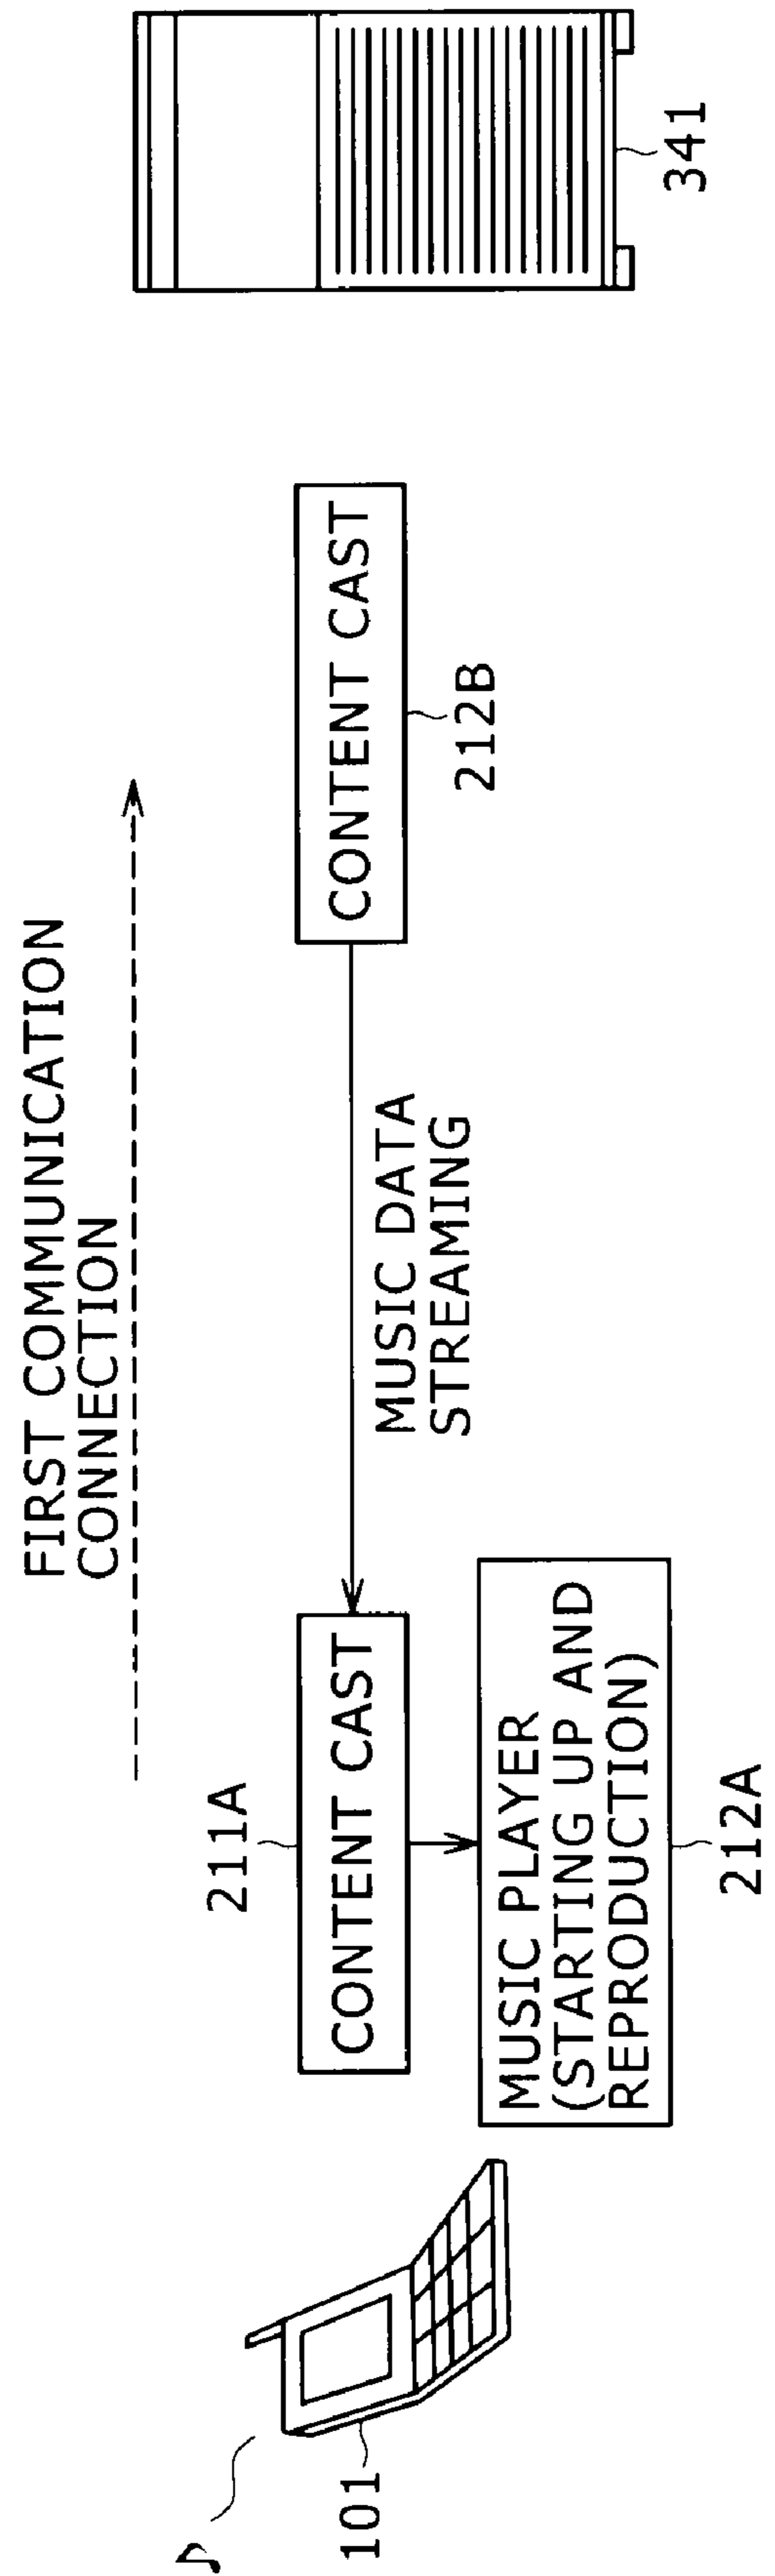 FIRST COMMUNICATION
CONNECTION
211A
CONTENT CAST
MUSIC DATA
STREAMING
CONTENT CAST
212B
MUSIC PLAYER
(STARTING UP AND
REPRODUCTION)
212A
101
341